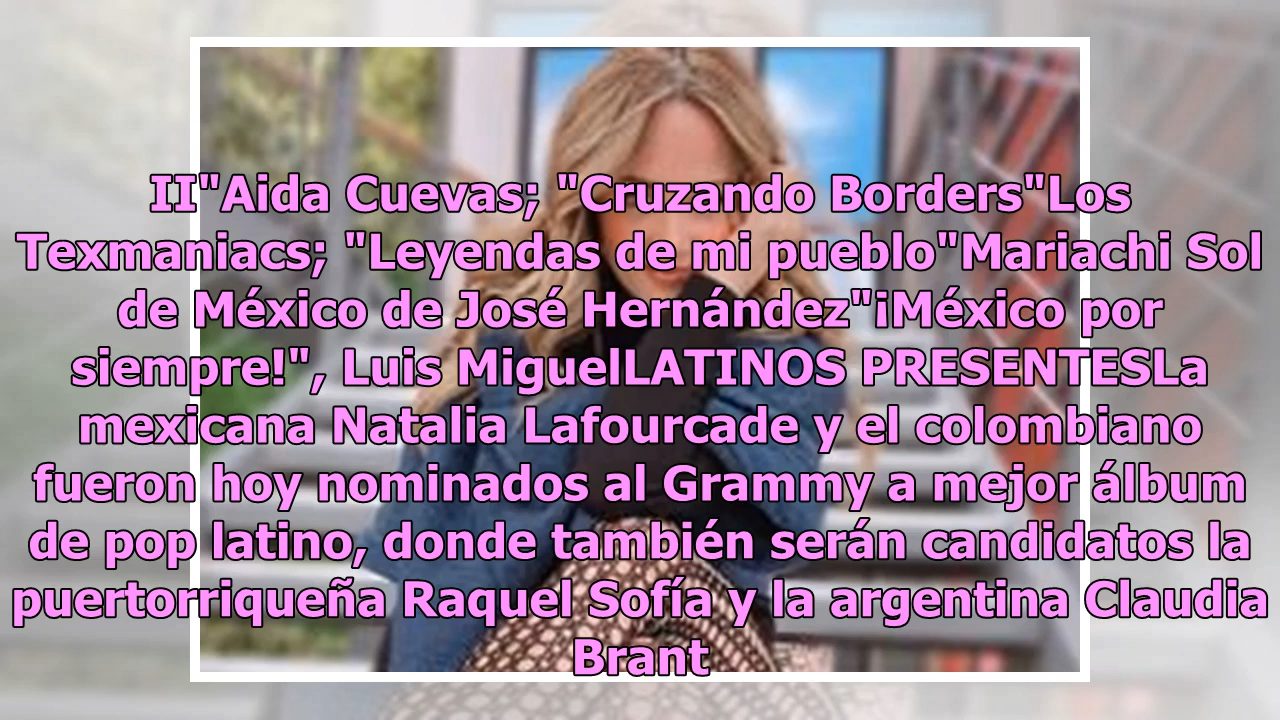 II"Aida Cuevas; "Cruzando Borders"Los
Texmaniacs; "Leyendas de mi pueblo"Mariachi Sol
de México de José Hernández"¡México por
siempre!", Luis MiguelLATINOS PRESENTESLa
mexicana Natalia Lafourcade y el colombiano
fueron hoy nominados al Grammy a mejor álbum
de pop latino, donde también serán candidatos la
puertorriqueña Raquel Sofía y la argentina Claudia
Brant